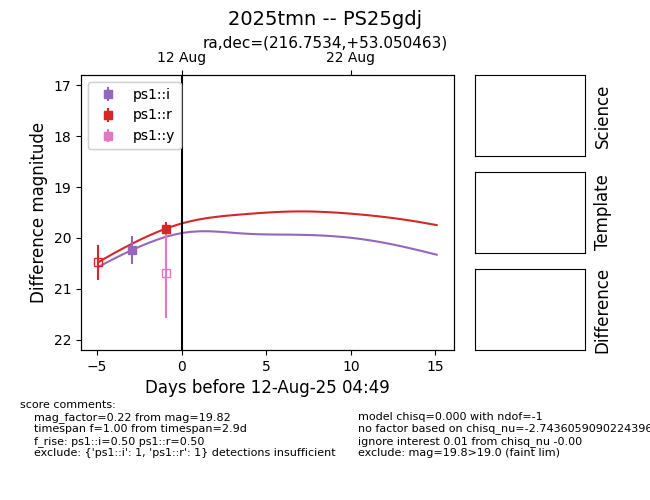 2025tmn -- PS25gdj
ra,dec=(216.7534,+53.050463)
12 Aug 22 Aug
ps1::i
ps1::r
ps1::y
17
18
19
20
21
22
Difference magnitude
−5 0 5 10 15
Days before 12-Aug-25 04:49
Science
Template
Difference
score comments:
mag_factor=0.22 from mag=19.82
timespan f=1.00 from timespan=2.9d
f_rise: ps1::i=0.50 ps1::r=0.50
exclude: {'ps1::i': 1, 'ps1::r': 1} detections insufficient
model chisq=0.000 with ndof=-1
no factor based on chisq_nu=-2.7436059090224396
ignore interest 0.01 from chisq_nu -0.00
exclude: mag=19.8>19.0 (faint lim)